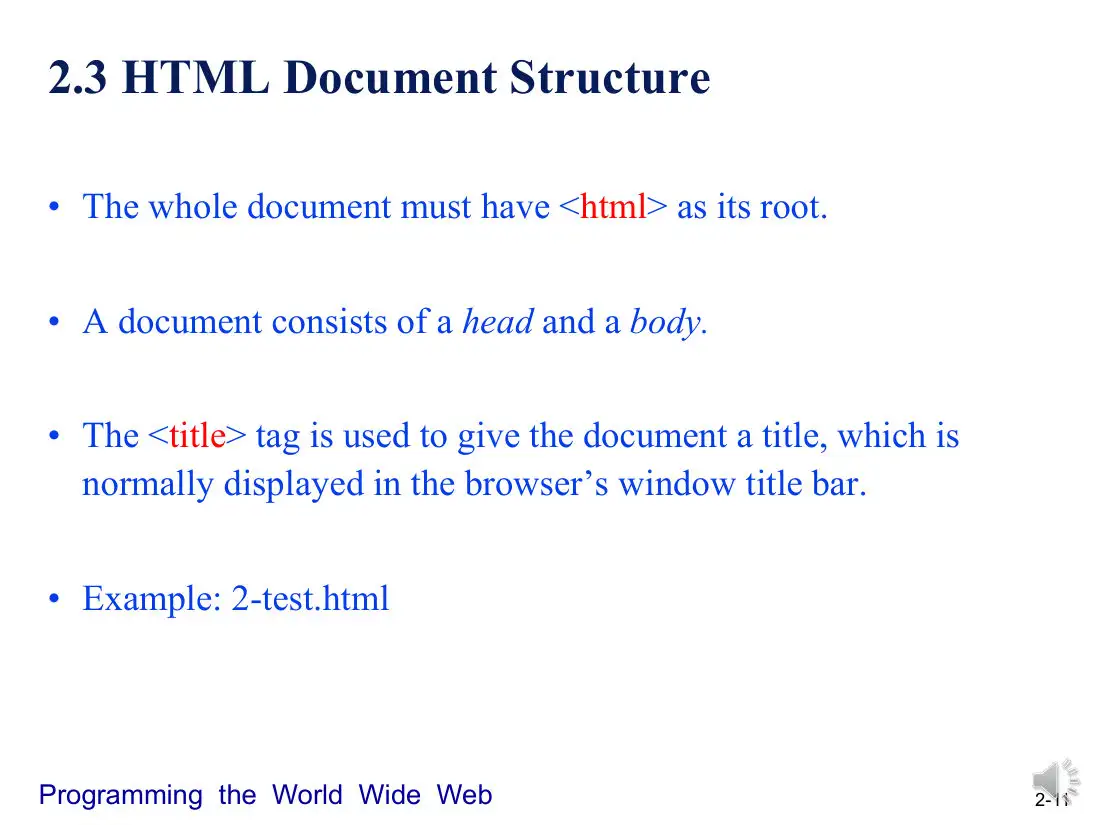 2.3 HTML Document Structure
• The whole document must have <html> as its root.
• A document consists of a head and a body.
• The <title> tag is used to give the document a title, which is
normally displayed in the browser’s window title bar.
• Example: 2-test.html
Programming the World Wide Web
2-11